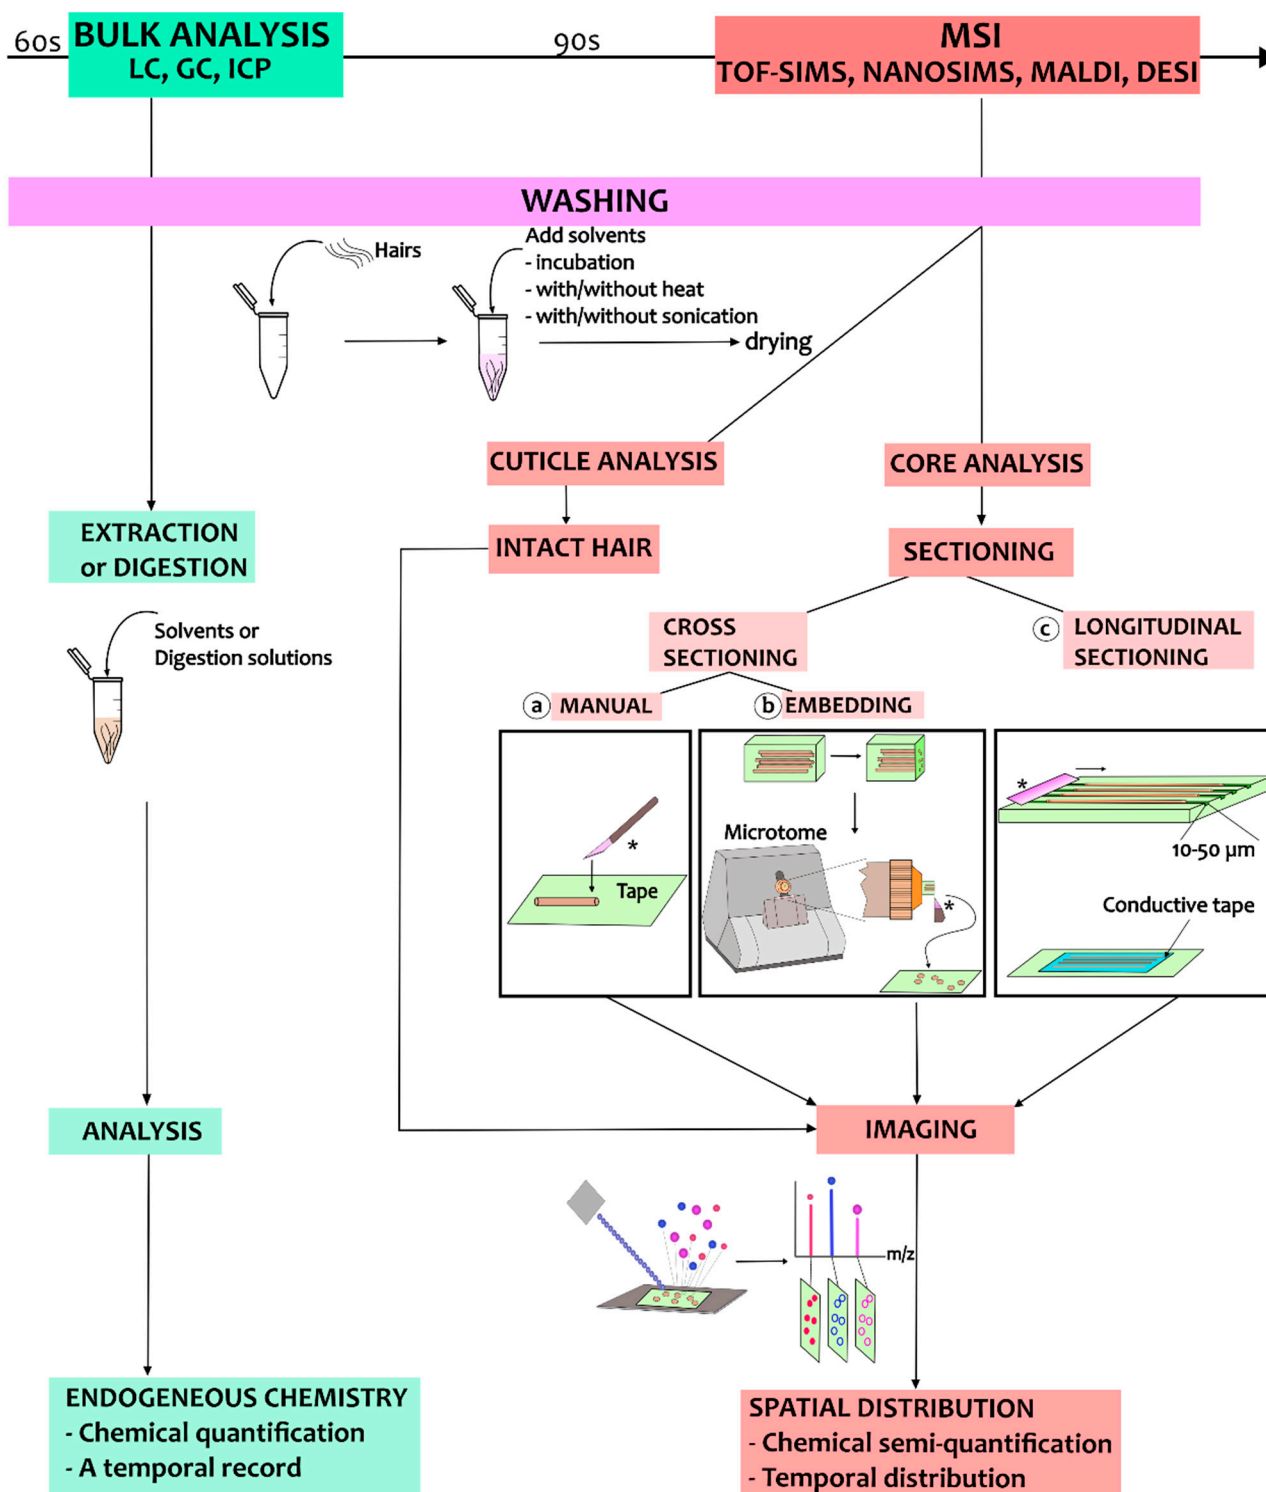 60s
BULK ANALYSIS
LC, GC, ICP
90s
MSI
TOF-SIMS, NANOSIMS, MALDI, DESI
WASHING
Hairs
Add solvents
- incubation
- with/without heat
- with/without sonication
drying
CUTICLE ANALYSIS
CORE ANALYSIS
EXTRACTION
or DIGESTION
INTACT HAIR
SECTIONING
Solvents or
Digestion solutions
CROSS
SECTIONING
c LONGITUDINAL
SECTIONING
a MANUAL
b EMBEDDING
*
Tape
Microtome
*
*
10-50 µm
Conductive tape
ANALYSIS
IMAGING
m/z
ENDOGENEOUS CHEMISTRY
- Chemical quantification
- A temporal record
SPATIAL DISTRIBUTION
- Chemical semi-quantification
- Temporal distribution